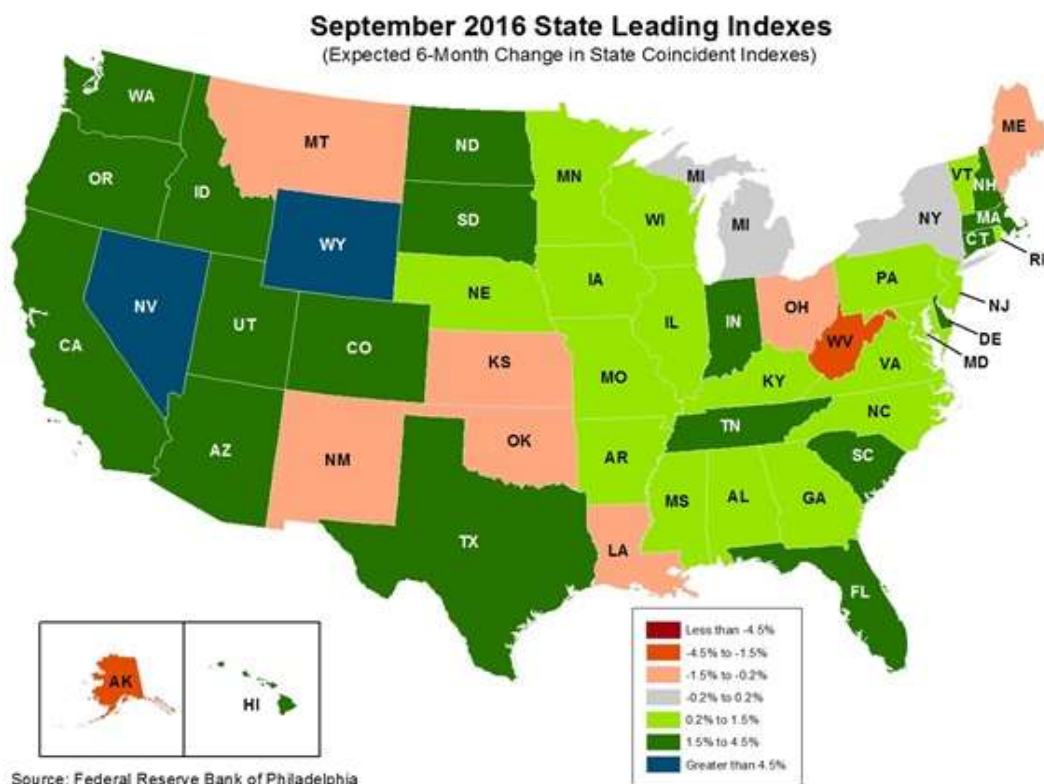 September 2016 State Leading Indexes
(Expected 6-Month Change in State Coincident Indexes)
WA
MT
ND
MN
ME
OR
ID
SD
WI
MI
MI
VT
NH
NY
MA
CT
RI
WY
NE
IA
PA
NJ
NV
UT
CO
IL
IN
OH
WV
DE
MD
CA
KS
MO
KY
VA
NC
AZ
NM
OK
AR
TN
SC
TX
LA
MS
AL
GA
FL
AK
HI
Less than -4.5%
-4.5% to -1.5%
-1.5% to -0.2%
-0.2% to 0.2%
0.2% to 1.5%
1.5% to 4.5%
Greater than 4.5%
Source: Federal Reserve Bank of Philadelphia